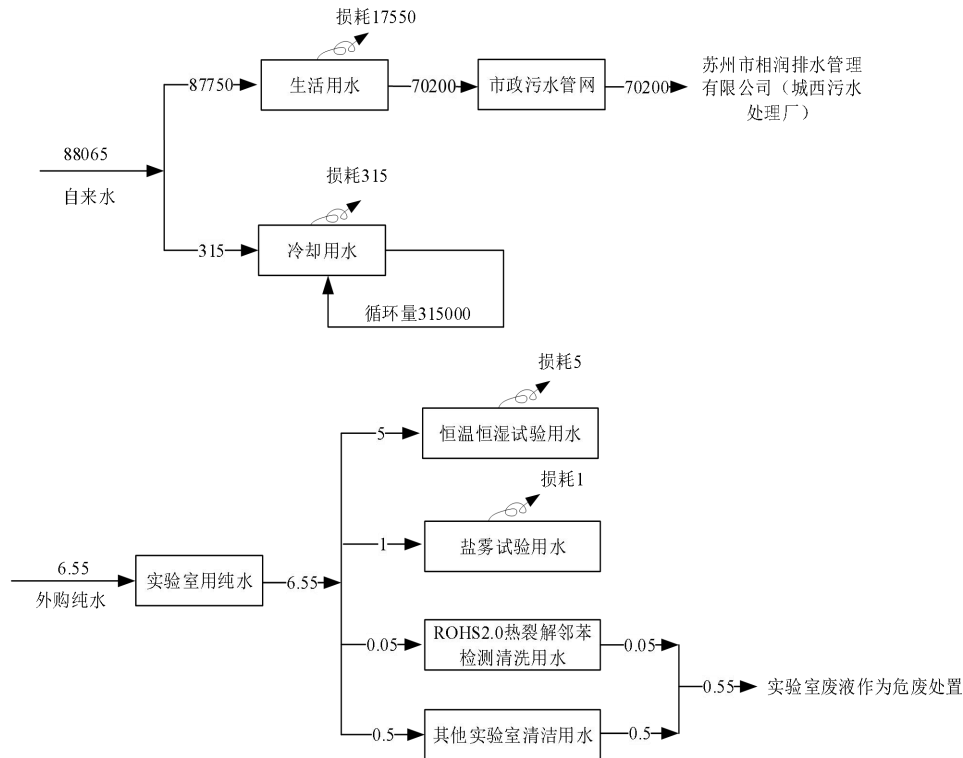 损耗17550
87750
生活用水
70200
市政污水管网
70200
苏州市相润排水管理
有限公司（城西污水
处理厂）
88065
自来水
损耗315
315
冷却用水
循环量315000
损耗5
5
恒温恒湿试验用水
损耗1
1
盐雾试验用水
6.55
外购纯水
实验室用纯水
6.55
0.05
ROHS2.0热裂解邻苯
检测清洗用水
0.05
0.55
实验室废液作为危废处置
0.5
其他实验室清洁用水
0.5